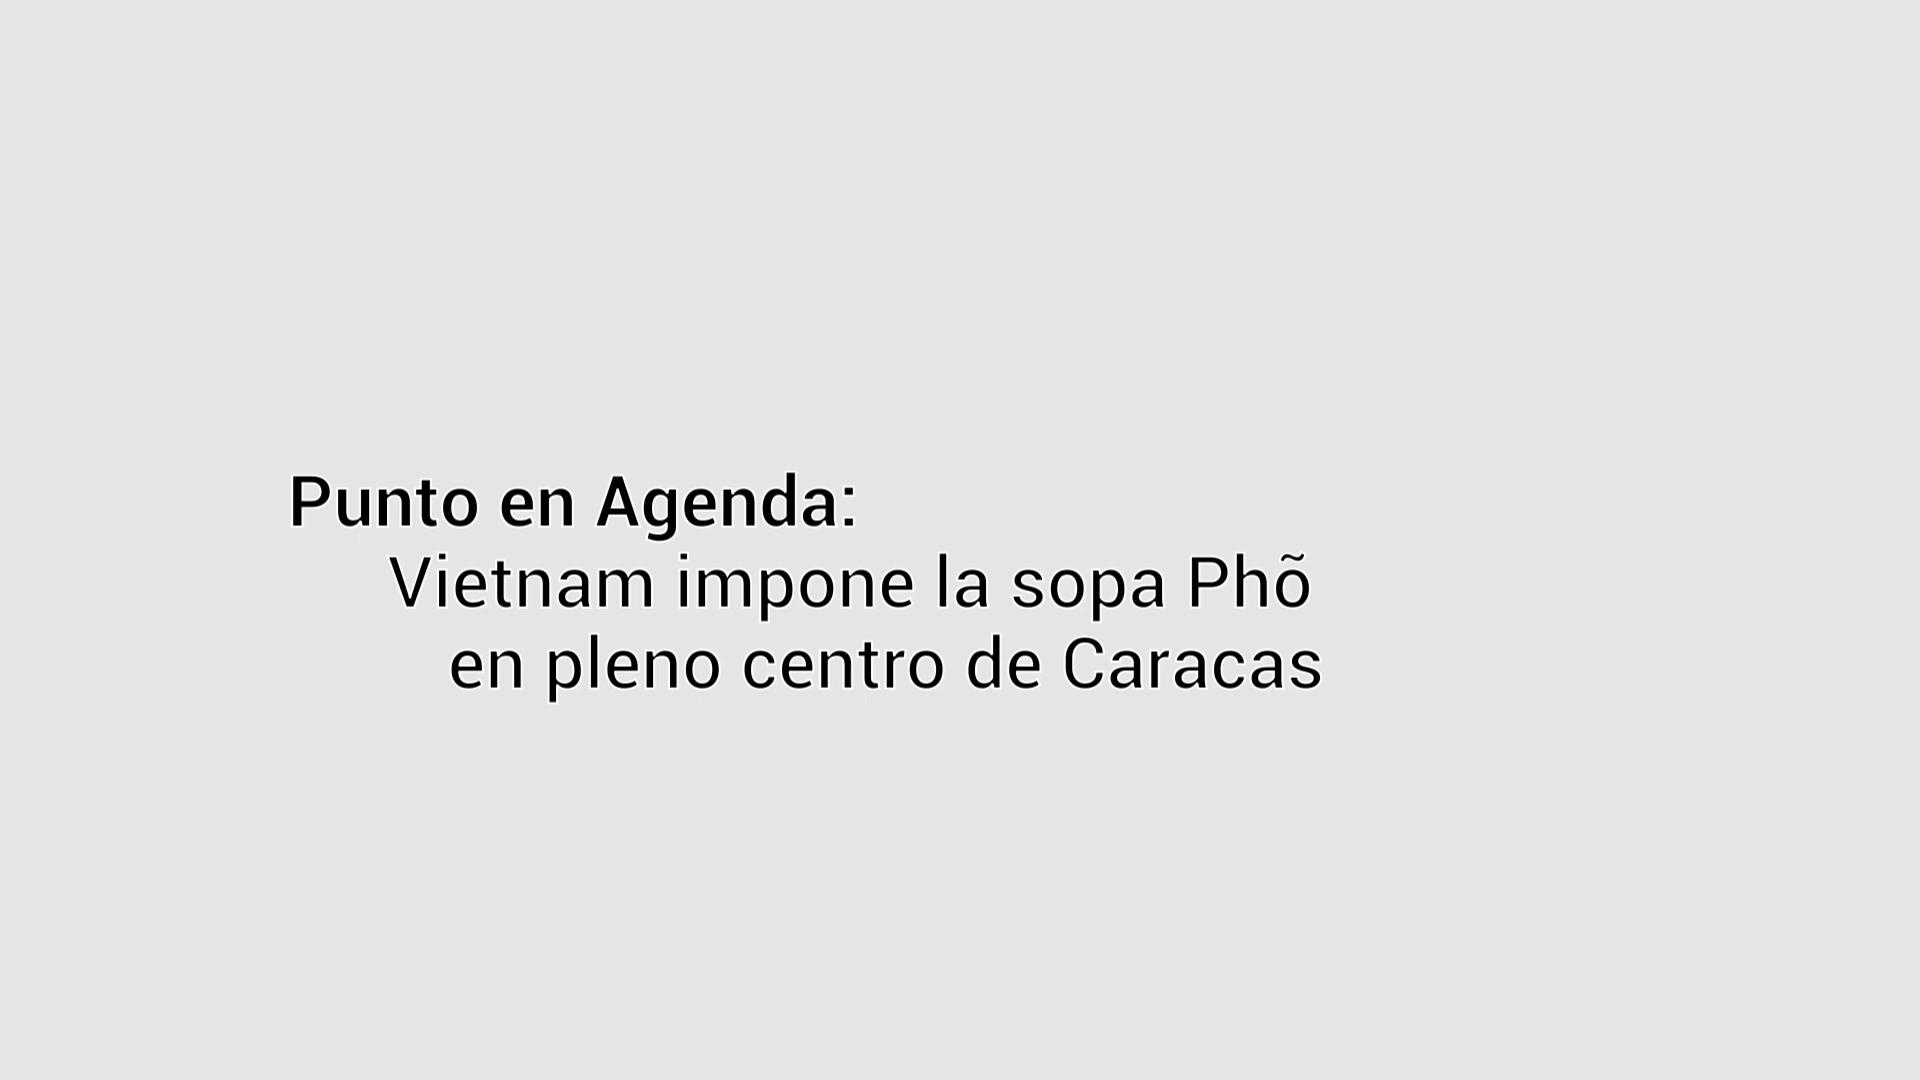 Punto en Agenda:
Vietnam impone la sopa Phõ
en pleno centro de Caracas